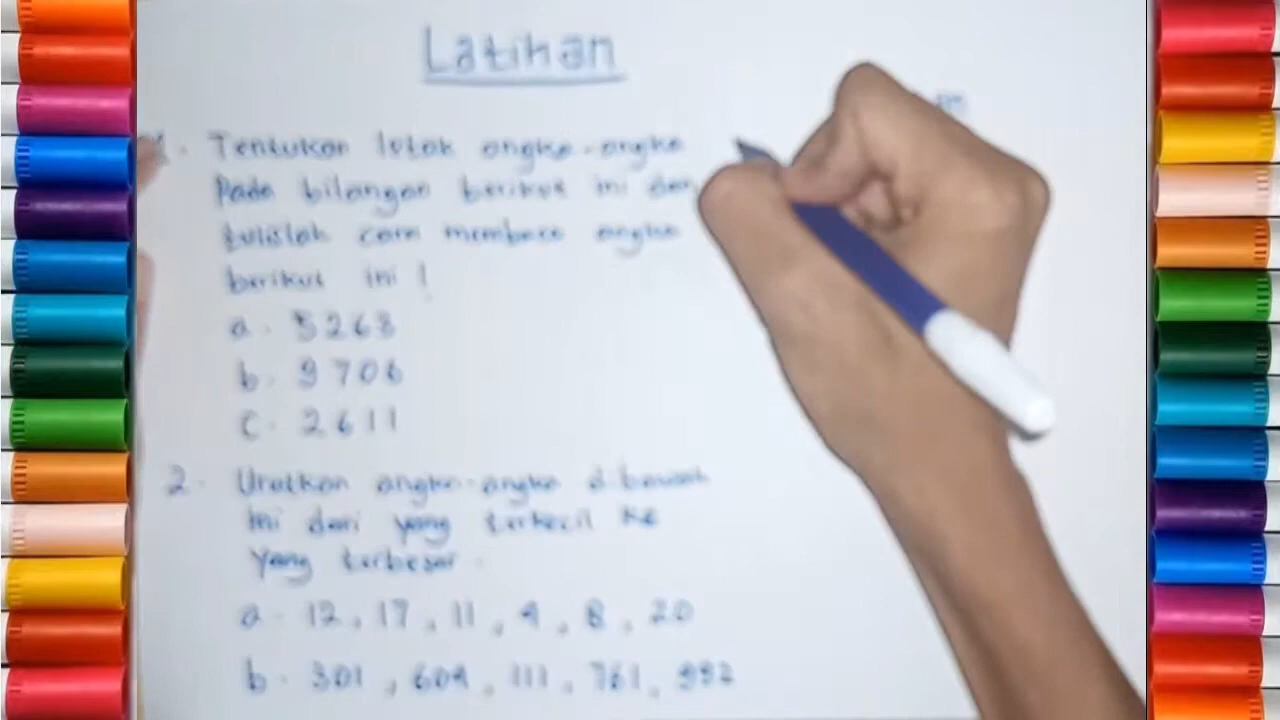 Latihan
1. Tentukan letak angka-angka
Pada bilangan berikut ini dan
tulislah cara membaca angka
berikut ini !
a. 5263
b. 9706
c. 2611
2. Urutkan angka-angka dibawah
ini dari yang terkecil ke
yang terbesar.
a. 12, 17, 11, 4, 8, 20
b. 301, 604, 111, 761, 992